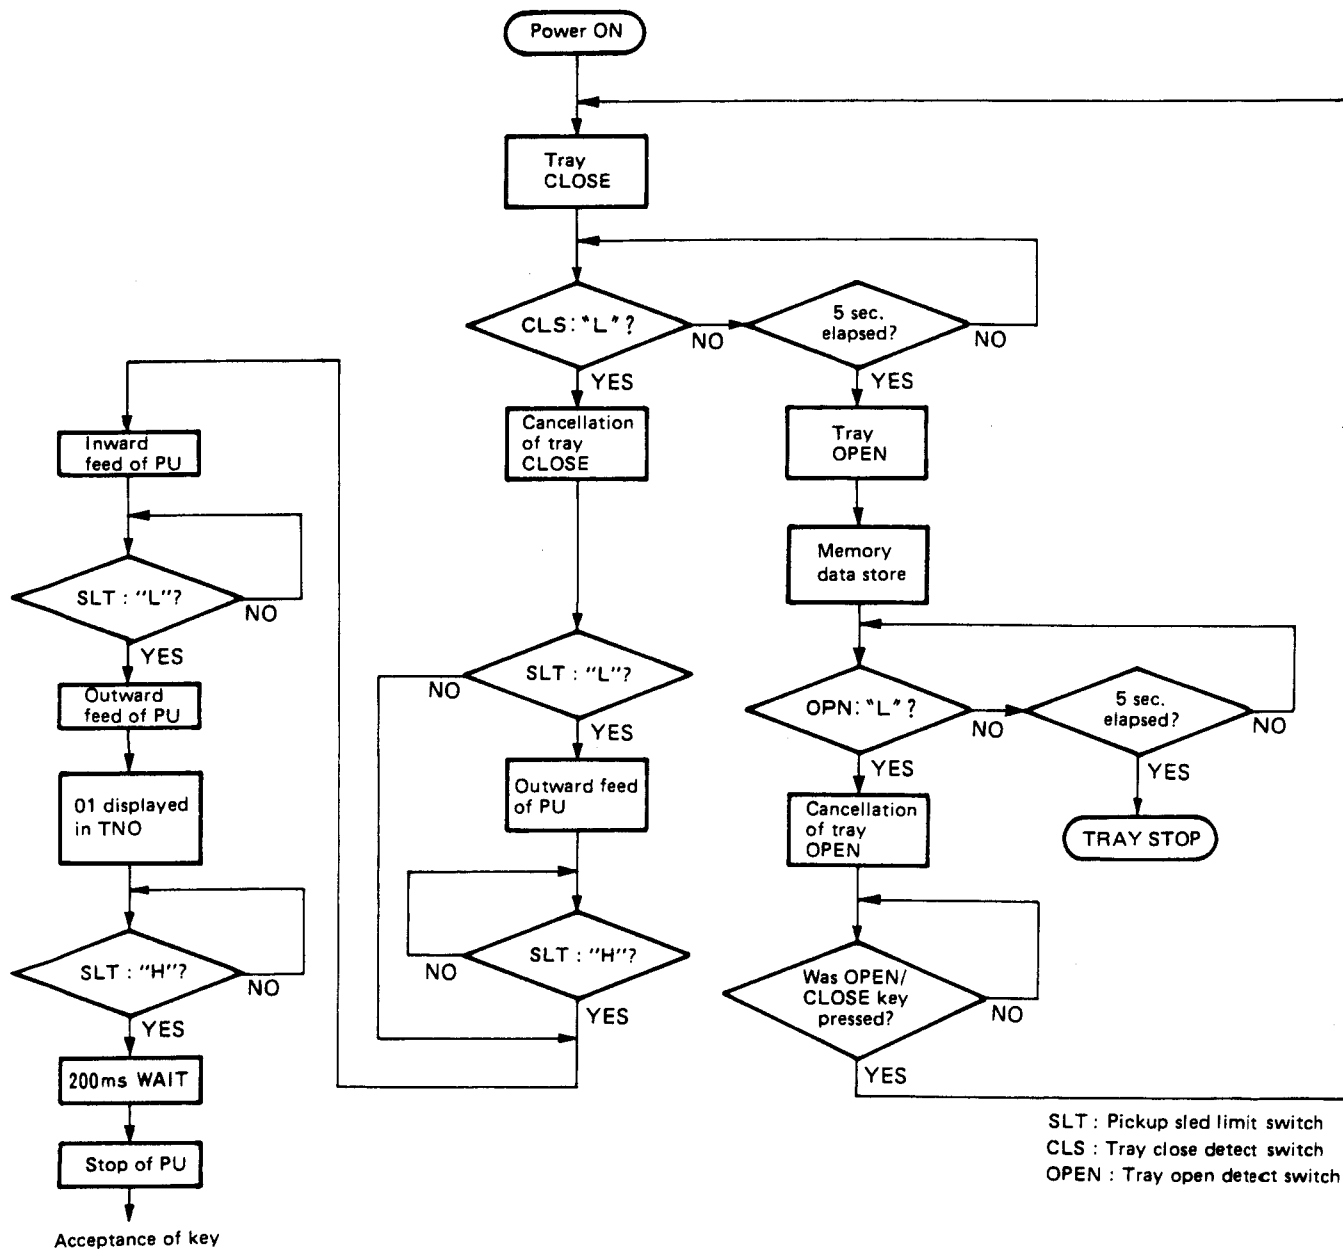 Power ON
Tray
CLOSE
CLS: "L" ?
NO
YES
5 sec.
elapsed?
NO
YES
Cancellation
of tray
CLOSE
Tray
OPEN
Memory
data store
SLT : "L"?
NO
YES
Outward feed
of PU
SLT : "H"?
NO
YES
Inward
feed of PU
SLT : "L"?
NO
YES
Outward
feed of PU
01 displayed
in TNO
SLT : "H"?
NO
YES
200ms WAIT
Stop of PU
Acceptance of key
OPN: "L" ?
NO
YES
5 sec.
elapsed?
NO
YES
TRAY STOP
Cancellation
of tray
OPEN
Was OPEN/
CLOSE key
pressed?
NO
YES
SLT : Pickup sled limit switch
CLS : Tray close detect switch
OPEN : Tray open detect switch